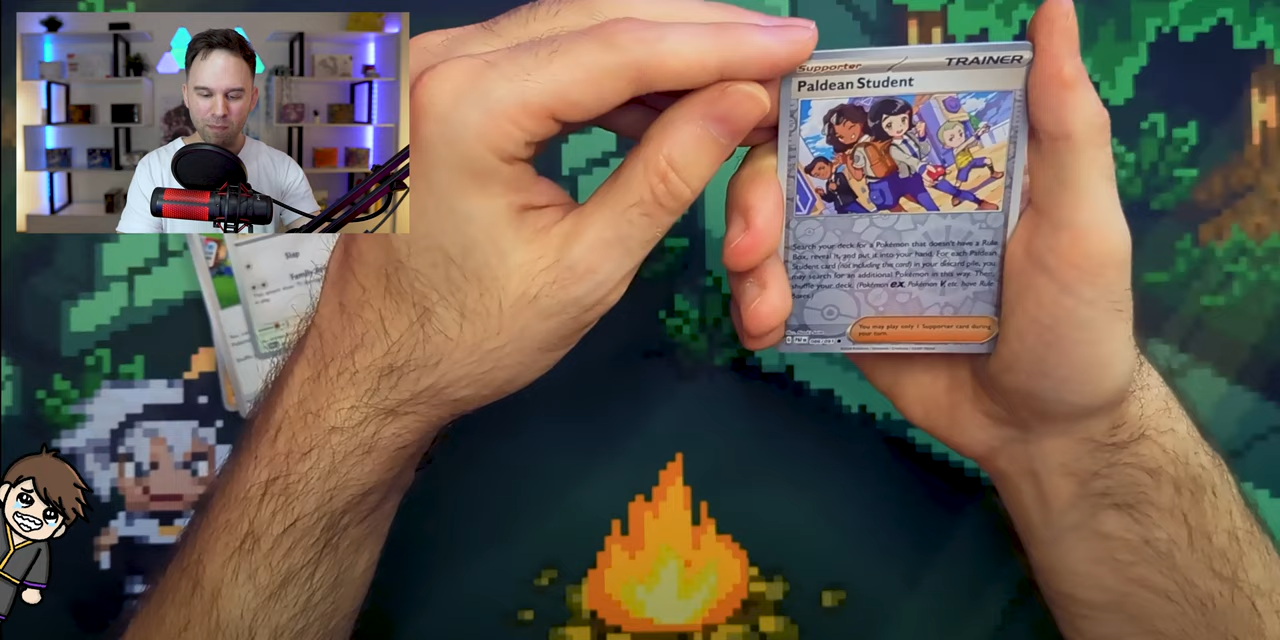 Slap
Supporter
TRAINER
Paldean Student
Search your deck for a Pokémon that doesn't have a Rule
Box, reveal it, and put it into your hand. For each Paldean
Student card (not including this card) in your discard pile, you
may search for an additional Pokémon in this way. Then,
shuffle your deck. (Pokémon ex, Pokémon V, etc. have Rule
Boxes.)
You may play only 1 Supporter card during
your turn.